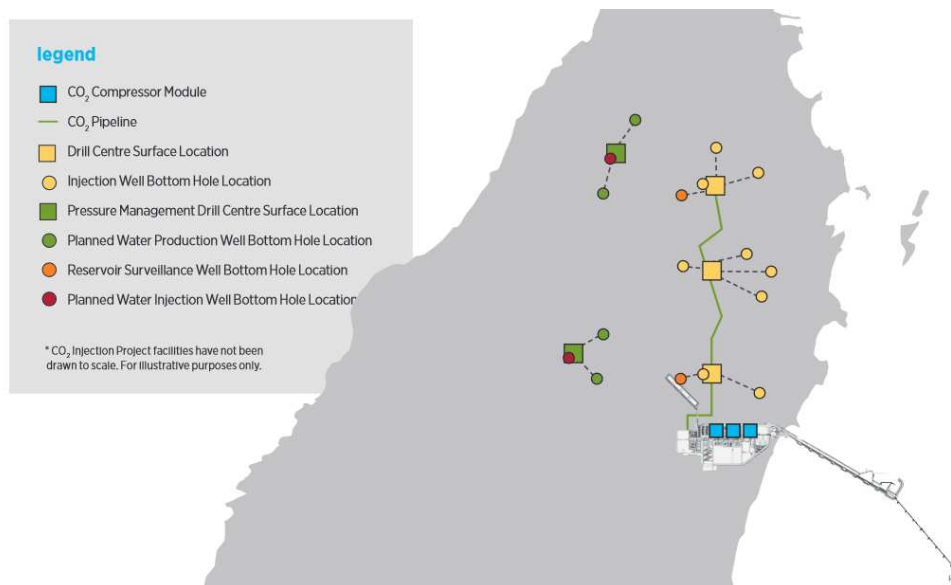 legend
CO₂ Compressor Module
CO₂ Pipeline
Drill Centre Surface Location
Injection Well Bottom Hole Location
Pressure Management Drill Centre Surface Location
Planned Water Production Well Bottom Hole Location
Reservoir Surveillance Well Bottom Hole Location
Planned Water Injection Well Bottom Hole Location
* CO₂ Injection Project facilities have not been
drawn to scale. For illustrative purposes only.